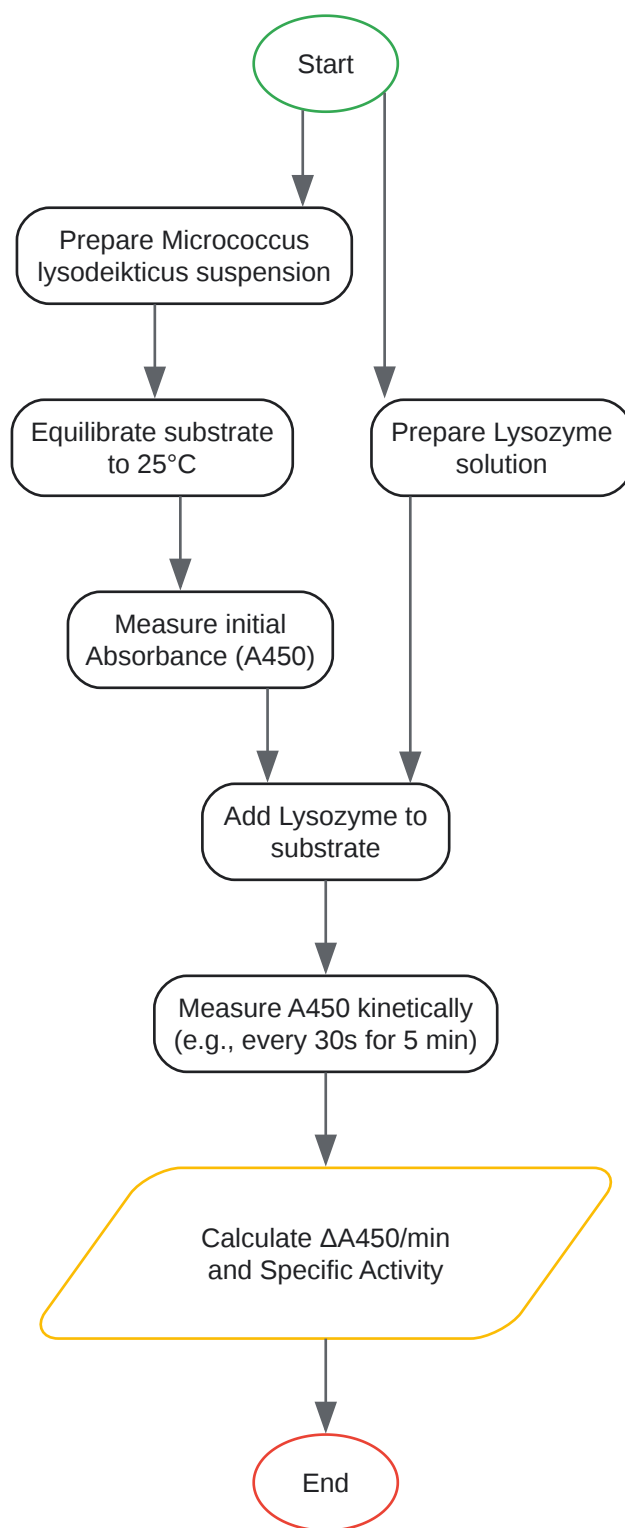 Start
Prepare Micrococcus
lysodeikticus suspension
Equilibrate substrate
to 25°C
Prepare Lysozyme
solution
Measure initial
Absorbance (A450)
Add Lysozyme to
substrate
Measure A450 kinetically
(e.g., every 30s for 5 min)
Calculate ΔA450/min
and Specific Activity
End